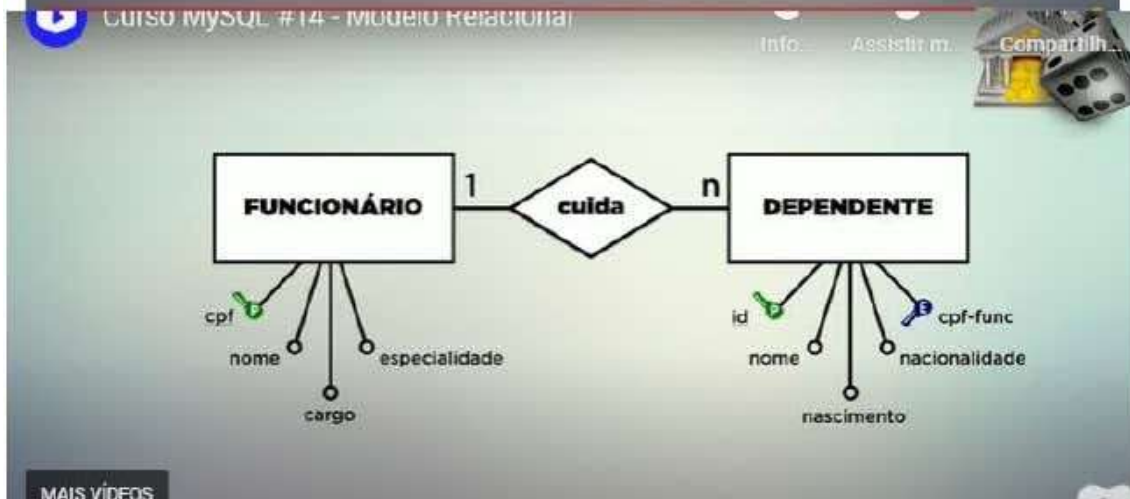 Curso MySQL #14 - Modelo Relacional
Info... Assistir m... Compartilh...
FUNCIONÁRIO 1 cuida n DEPENDENTE
cpf P
nome
cargo
especialidade
id P
nome
nascimento
nacionalidade
E cpf-func
MAIS VÍDEOS